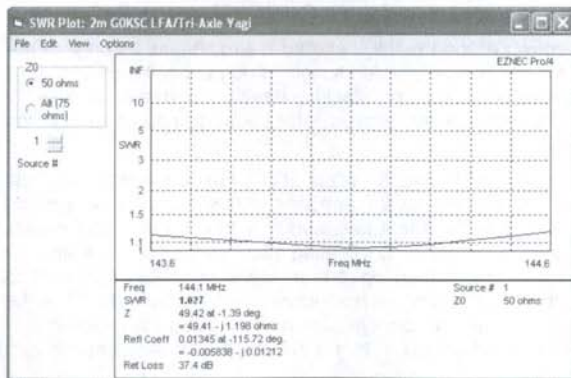 SWR Plot: 2m G0KSC LFA/Tri-Axle Yagi
File Edit View Options
Z0
50 ohms
Alt (75 ohms)
1
Source #
EZNEC Pro/4
INF
10
5
SWR
3
2
1.5
1.1
1
143.6 Freq MHz 144.6
Freq 144.1 MHz Source # 1
SWR 1.027 Z0 50 ohms
Z 49.42 at -1.39 deg.
= 49.41 - j 1.198 ohms
Refl Coeff 0.01345 at -115.72 deg.
= -0.005838 - j 0.01212
Ret Loss 37.4 dB